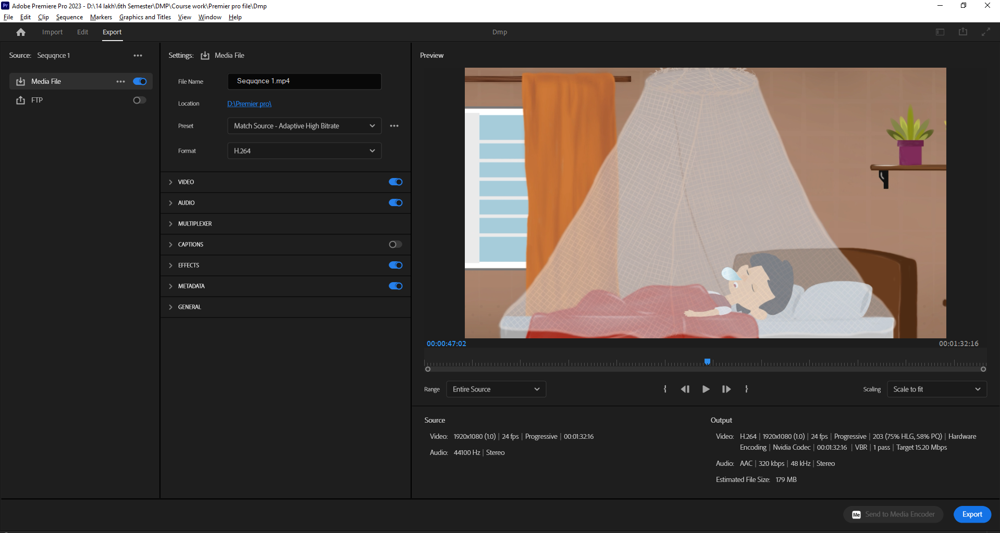 Pr Adobe Premiere Pro 2023 - D:\14 lakh\6th Semester\DMP\Course work\Premier pro file\Dmp
File Edit Clip Sequence Markers Graphics and Titles View Window Help
Import Edit Export Dmp
Source: Sequqnce 1
Media File
FTP
Settings: Media File
File Name Sequqnce 1.mp4
Location D:\Premier pro\
Preset Match Source - Adaptive High Bitrate
Format H.264
VIDEO
AUDIO
MULTIPLEXER
CAPTIONS
EFFECTS
METADATA
GENERAL
Preview
00:00:47:02 00:01:32:16
Range Entire Source Scaling Scale to fit
Source
Video: 1920x1080 (1.0) | 24 fps | Progressive | 00:01:32:16
Audio: 44100 Hz | Stereo
Output
Video: H.264 | 1920x1080 (1.0) | 24 fps | Progressive | 203 (75% HLG, 58% PQ) | Hardware
Encoding | Nvidia Codec | 00:01:32:16 | VBR | 1 pass | Target 15.20 Mbps
Audio: AAC | 320 kbps | 48 kHz | Stereo
Estimated File Size: 179 MB
Me Send to Media Encoder Export